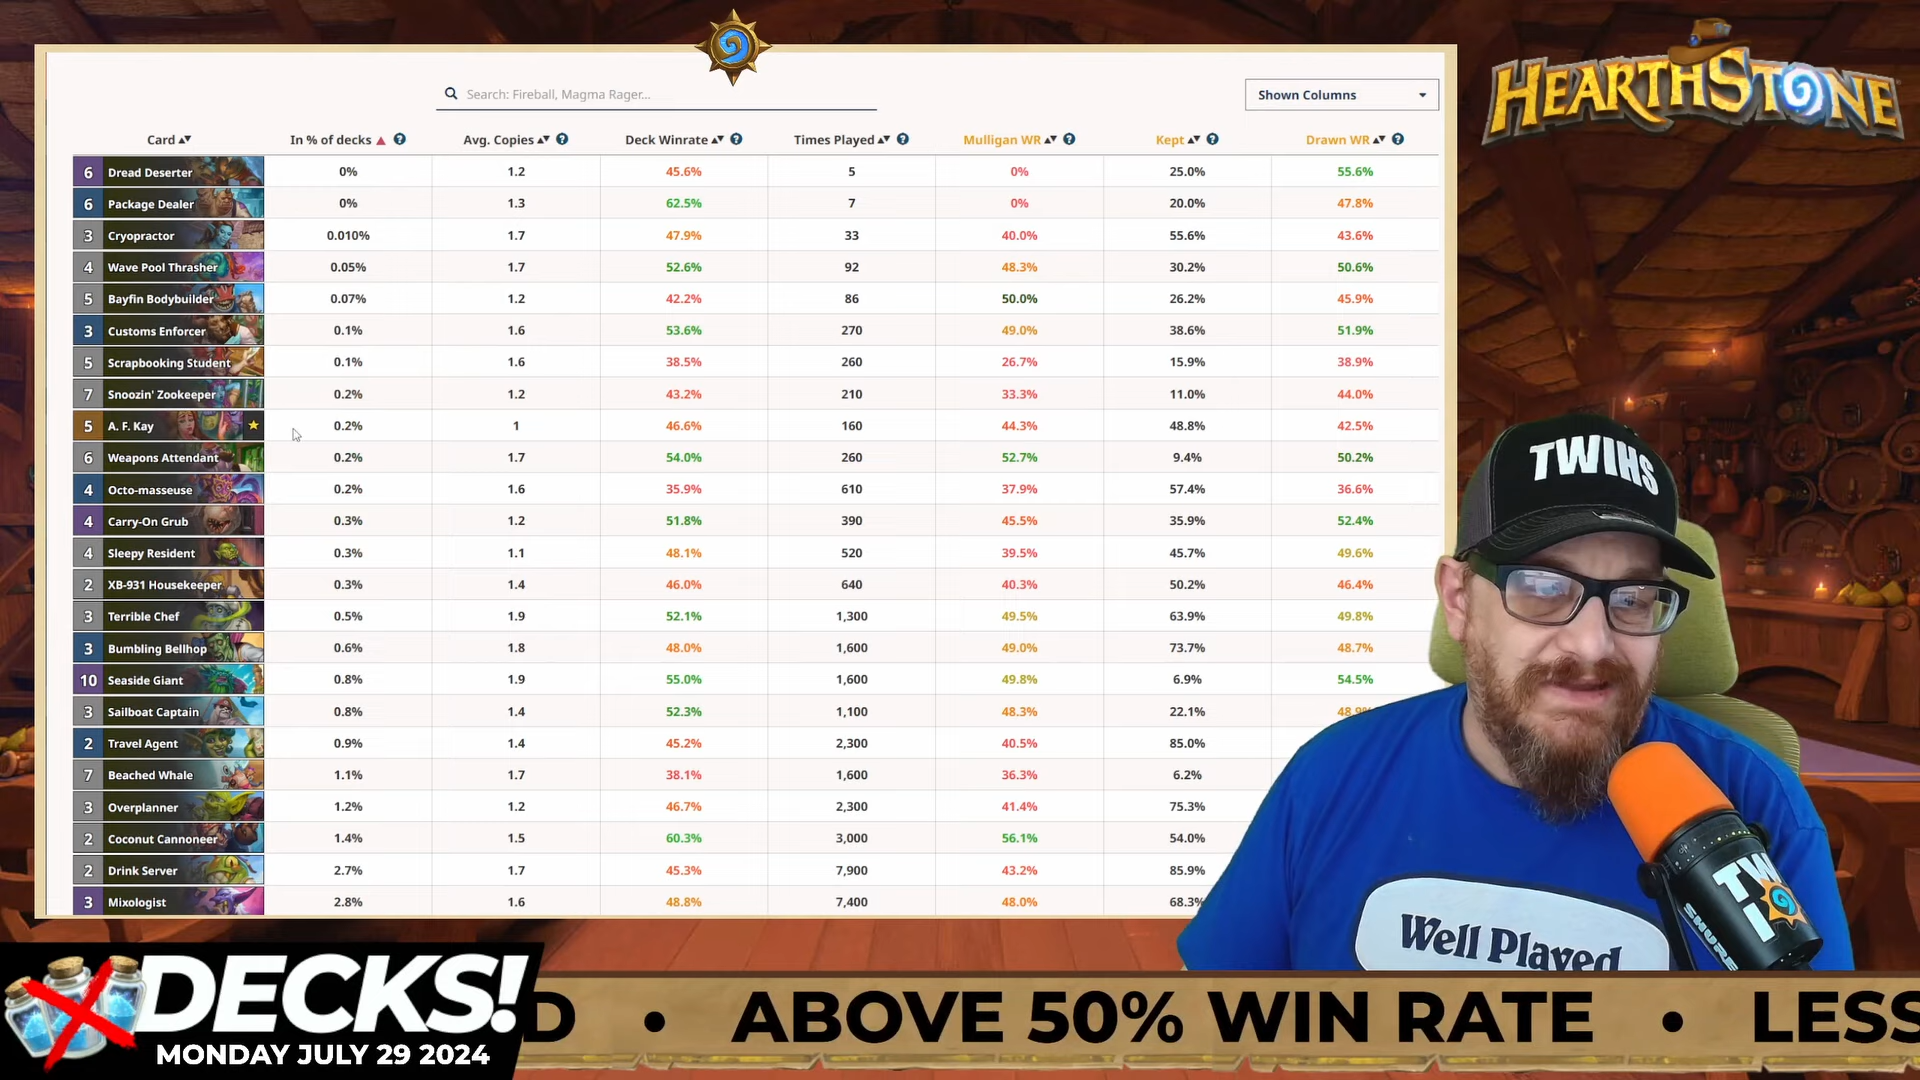 HEARTHSTONE
Search: Fireball, Magma Rager...
Shown Columns
Card In % of decks ? Avg. Copies ? Deck Winrate ? Times Played ? Mulligan WR ? Kept ? Drawn WR ?
6 Dread Deserter 0% 1.2 45.6% 5 0% 25.0% 55.6%
6 Package Dealer 0% 1.3 62.5% 7 0% 20.0% 47.8%
3 Cryopractor 0.010% 1.7 47.9% 33 40.0% 55.6% 43.6%
4 Wave Pool Thrasher 0.05% 1.7 52.6% 92 48.3% 30.2% 50.6%
5 Bayfin Bodybuilder 0.07% 1.2 42.2% 86 50.0% 26.2% 45.9%
3 Customs Enforcer 0.1% 1.6 53.6% 270 49.0% 38.6% 51.9%
5 Scrapbooking Student 0.1% 1.6 38.5% 260 26.7% 15.9% 38.9%
7 Snoozin' Zookeeper 0.2% 1.2 43.2% 210 33.3% 11.0% 44.0%
5 A. F. Kay 0.2% 1 46.6% 160 44.3% 48.8% 42.5%
6 Weapons Attendant 0.2% 1.7 54.0% 260 52.7% 9.4% 50.2%
4 Octo-masseuse 0.2% 1.6 35.9% 610 37.9% 57.4% 36.6%
4 Carry-On Grub 0.3% 1.2 51.8% 390 45.5% 35.9% 52.4%
4 Sleepy Resident 0.3% 1.1 48.1% 520 39.5% 45.7% 49.6%
2 XB-931 Housekeeper 0.3% 1.4 46.0% 640 40.3% 50.2% 46.4%
3 Terrible Chef 0.5% 1.9 52.1% 1,300 49.5% 63.9% 49.8%
3 Bumbling Bellhop 0.6% 1.8 48.0% 1,600 49.0% 73.7% 48.7%
10 Seaside Giant 0.8% 1.9 55.0% 1,600 49.8% 6.9% 54.5%
3 Sailboat Captain 0.8% 1.4 52.3% 1,100 48.3% 22.1%
2 Travel Agent 0.9% 1.4 45.2% 2,300 40.5% 85.0%
7 Beached Whale 1.1% 1.7 38.1% 1,600 36.3% 6.2%
3 Overplanner 1.2% 1.2 46.7% 2,300 41.4% 75.3%
2 Coconut Cannoneer 1.4% 1.5 60.3% 3,000 56.1% 54.0%
2 Drink Server 2.7% 1.7 45.3% 7,900 43.2% 85.9%
3 Mixologist 2.8% 1.6 48.8% 7,400 48.0% 68.3%
TWIHS
Well Played
TW
I
SHURE
DECKS!
MONDAY JULY 29 2024
D • ABOVE 50% WIN RATE • LESS